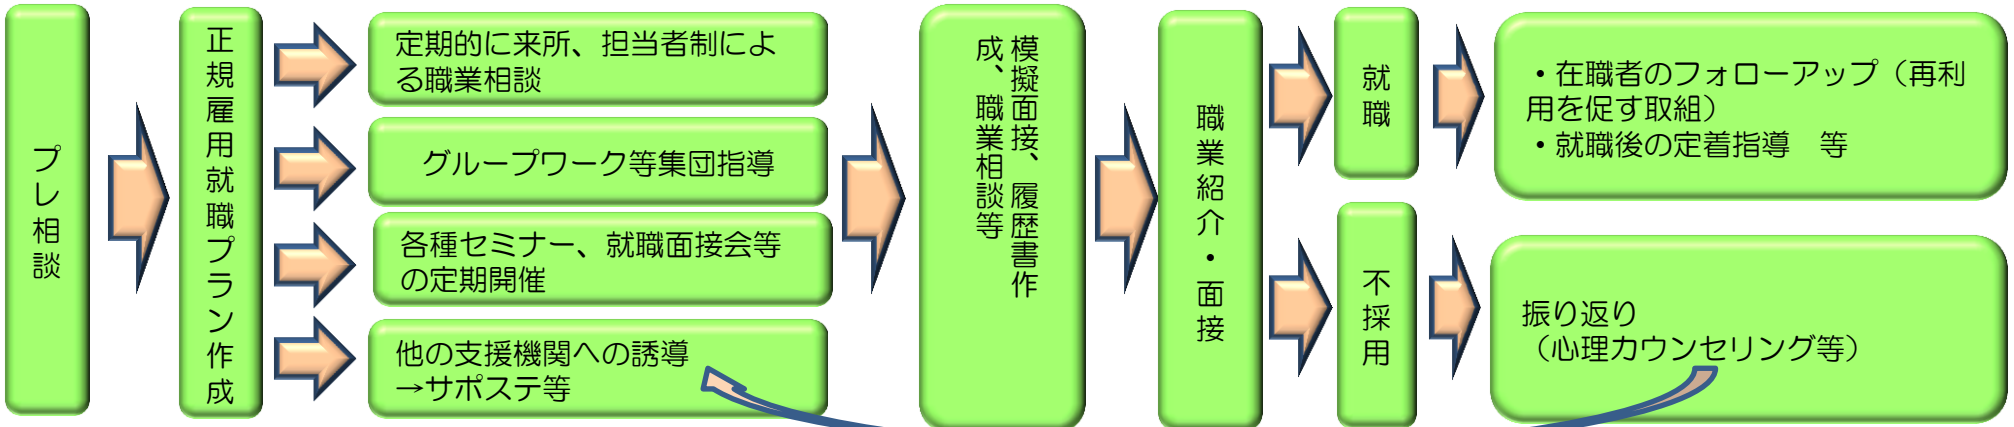 プレ相談
正規雇用就職プラン作成
定期的に来所、担当者制によ
る職業相談
グループワーク等集団指導
各種セミナー、就職面接会等
の定期開催
他の支援機関への誘導
→サポステ等
模擬面接、履歴書作
成、職業相談等
職業紹介・面接
就職
・在職者のフォローアップ（再利
用を促す取組）
・就職後の定着指導　等
不採用
振り返り
（心理カウンセリング等）